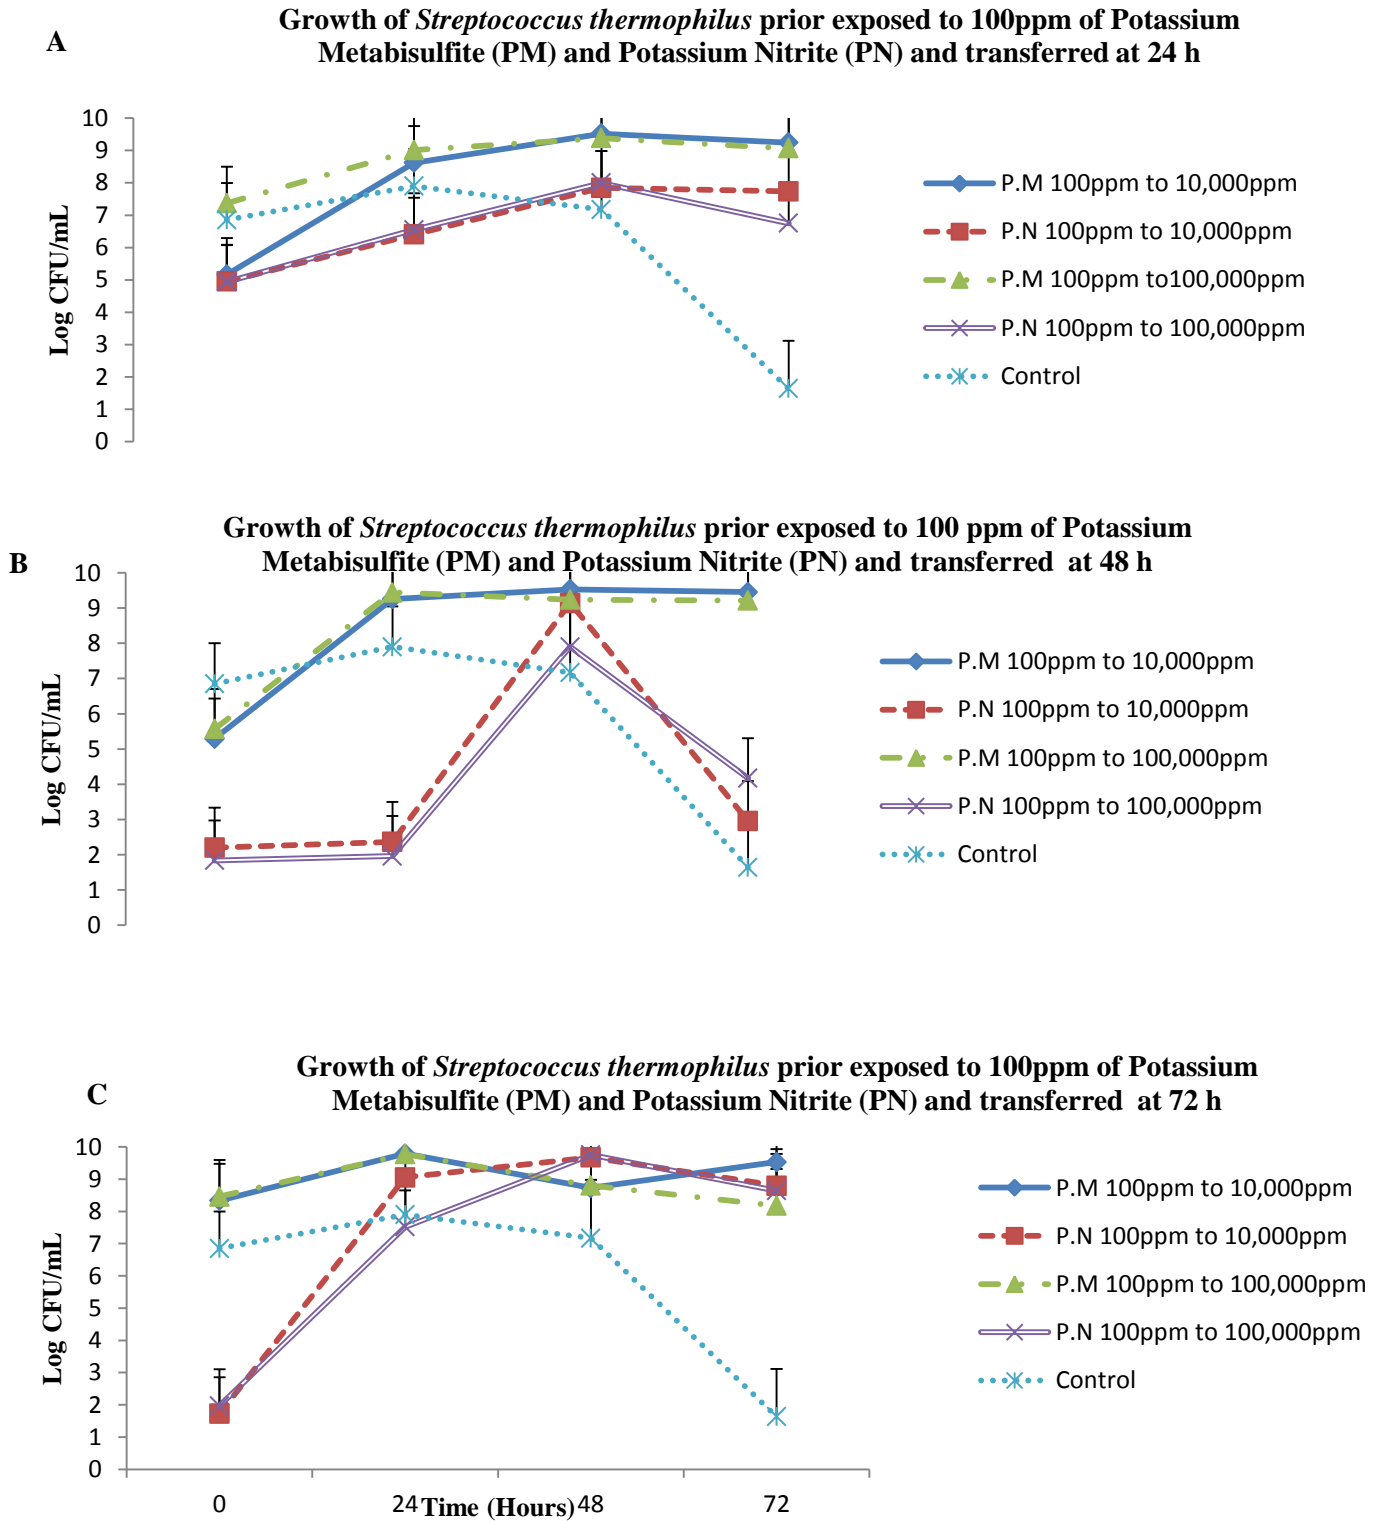 A
Growth of Streptococcus thermophilus prior exposed to 100ppm of Potassium
Metabisulfite (PM) and Potassium Nitrite (PN) and transferred at 24 h
10
9
8
7
6
5
4
3
2
1
0
Log CFU/mL
P.M 100ppm to 10,000ppm
P.N 100ppm to 10,000ppm
P.M 100ppm to100,000ppm
P.N 100ppm to 100,000ppm
Control
B
Growth of Streptococcus thermophilus prior exposed to 100 ppm of Potassium
Metabisulfite (PM) and Potassium Nitrite (PN) and transferred at 48 h
10
9
8
7
6
5
4
3
2
1
0
Log CFU/mL
P.M 100ppm to 10,000ppm
P.N 100ppm to 10,000ppm
P.M 100ppm to 100,000ppm
P.N 100ppm to 100,000ppm
Control
C
Growth of Streptococcus thermophilus prior exposed to 100ppm of Potassium
Metabisulfite (PM) and Potassium Nitrite (PN) and transferred at 72 h
10
9
8
7
6
5
4
3
2
1
0
Log CFU/mL
P.M 100ppm to 10,000ppm
P.N 100ppm to 10,000ppm
P.M 100ppm to 100,000ppm
P.N 100ppm to 100,000ppm
Control
0 24 48 72
Time (Hours)